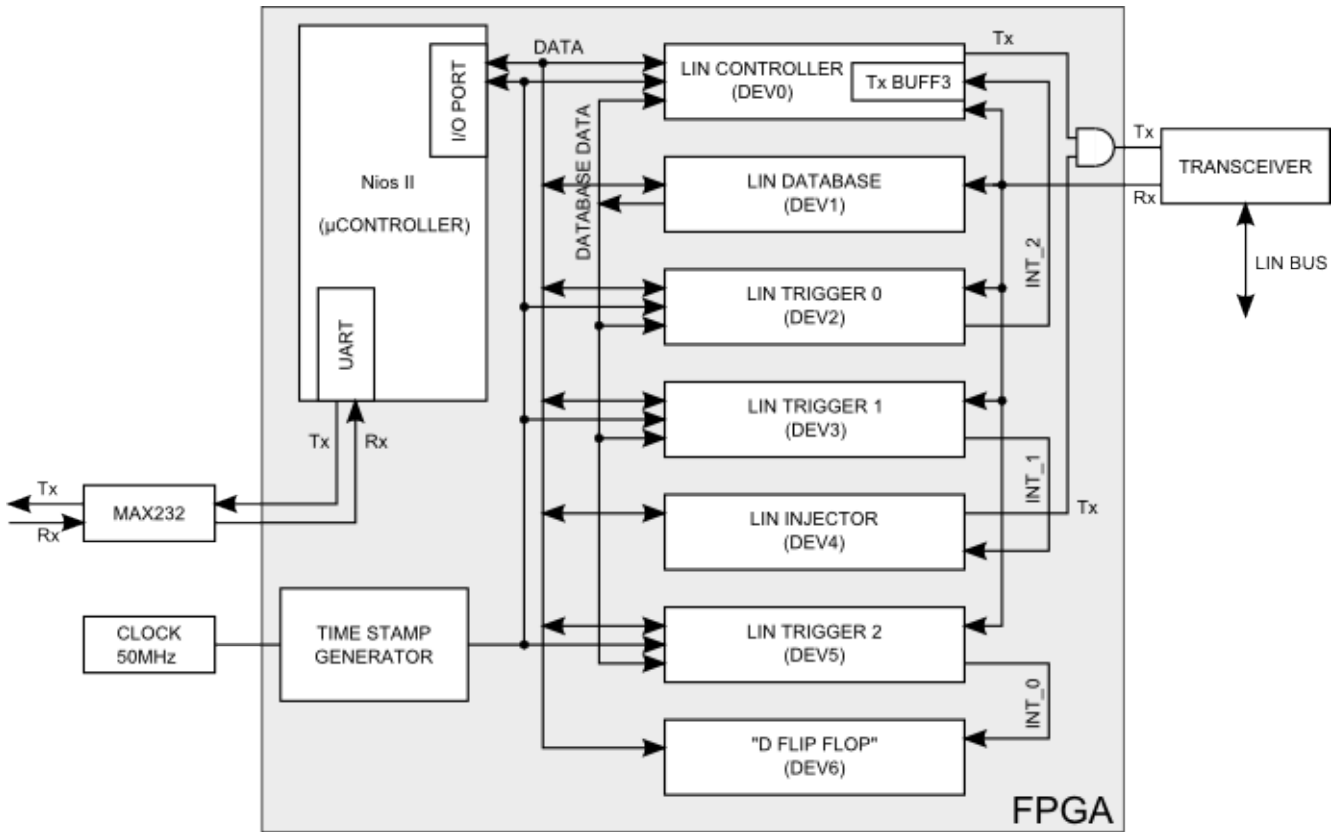 DATA
Tx
I/O PORT
LIN CONTROLLER
(DEV0)
Tx BUFF3
DATABASE DATA
Nios II
(µCONTROLLER)
LIN DATABASE
(DEV1)
Tx
Rx
TRANSCEIVER
INT_2
LIN BUS
LIN TRIGGER 0
(DEV2)
UART
LIN TRIGGER 1
(DEV3)
Tx
Rx
INT_1
Tx
Rx
MAX232
LIN INJECTOR
(DEV4)
Tx
CLOCK
50MHz
TIME STAMP
GENERATOR
LIN TRIGGER 2
(DEV5)
INT_0
"D FLIP FLOP"
(DEV6)
FPGA